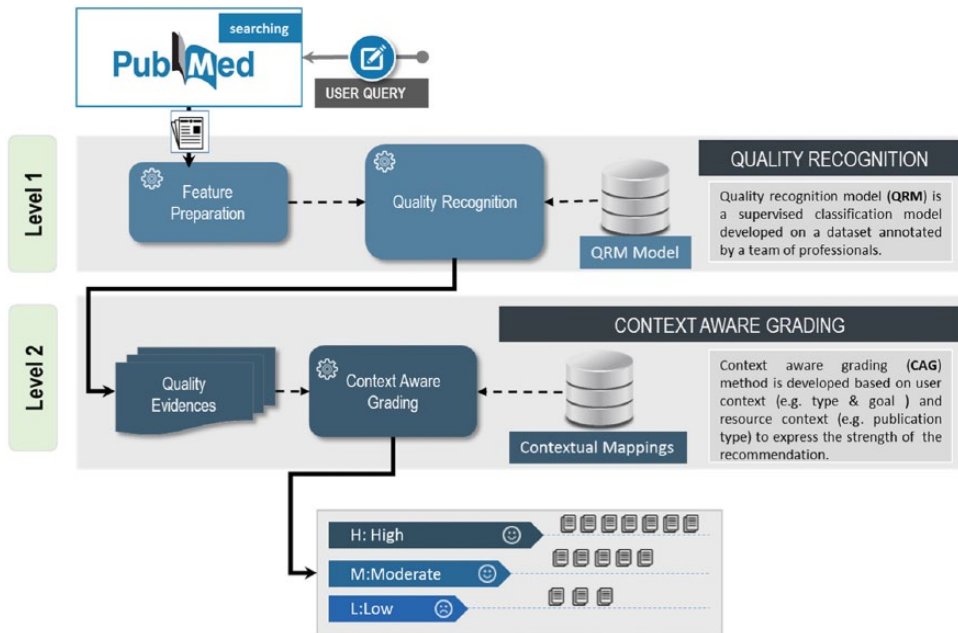 searching
PubMed
USER QUERY
Level 1
Feature
Preparation
Quality Recognition
QRM Model
QUALITY RECOGNITION
Quality recognition model (QRM) is
a supervised classification model
developed on a dataset annotated
by a team of professionals.
Level 2
Quality
Evidences
Context Aware
Grading
Contextual Mappings
CONTEXT AWARE GRADING
Context aware grading (CAG)
method is developed based on user
context (e.g. type & goal ) and
resource context (e.g. publication
type) to express the strength of the
recommendation.
H: High
M:Moderate
L:Low